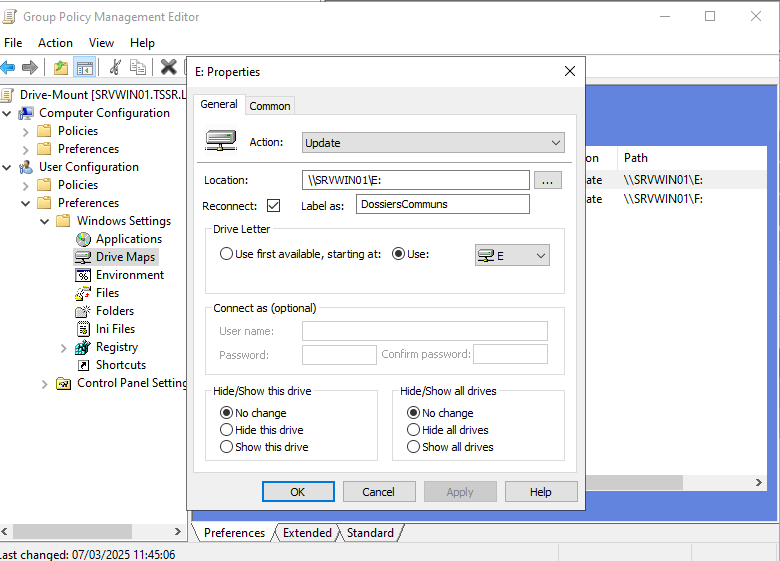 Group Policy Management Editor
File Action View Help
Drive-Mount [SRVWIN01.TSSR.L
Computer Configuration
Policies
Preferences
User Configuration
Policies
Preferences
Windows Settings
Applications
Drive Maps
Environment
Files
Folders
Ini Files
Registry
Shortcuts
Control Panel Setting
E: Properties
General Common
Action: Update
Location: \\SRVWIN01\E: ...
Reconnect: Label as: DossiersCommuns
Drive Letter
Use first available, starting at: Use: E
Connect as (optional)
User name:
Password: Confirm password:
Hide/Show this drive
No change
Hide this drive
Show this drive
Hide/Show all drives
No change
Hide all drives
Show all drives
OK Cancel Apply Help
on Path
ate \\SRVWIN01\E:
ate \\SRVWIN01\F:
Preferences Extended Standard
Last changed: 07/03/2025 11:45:06